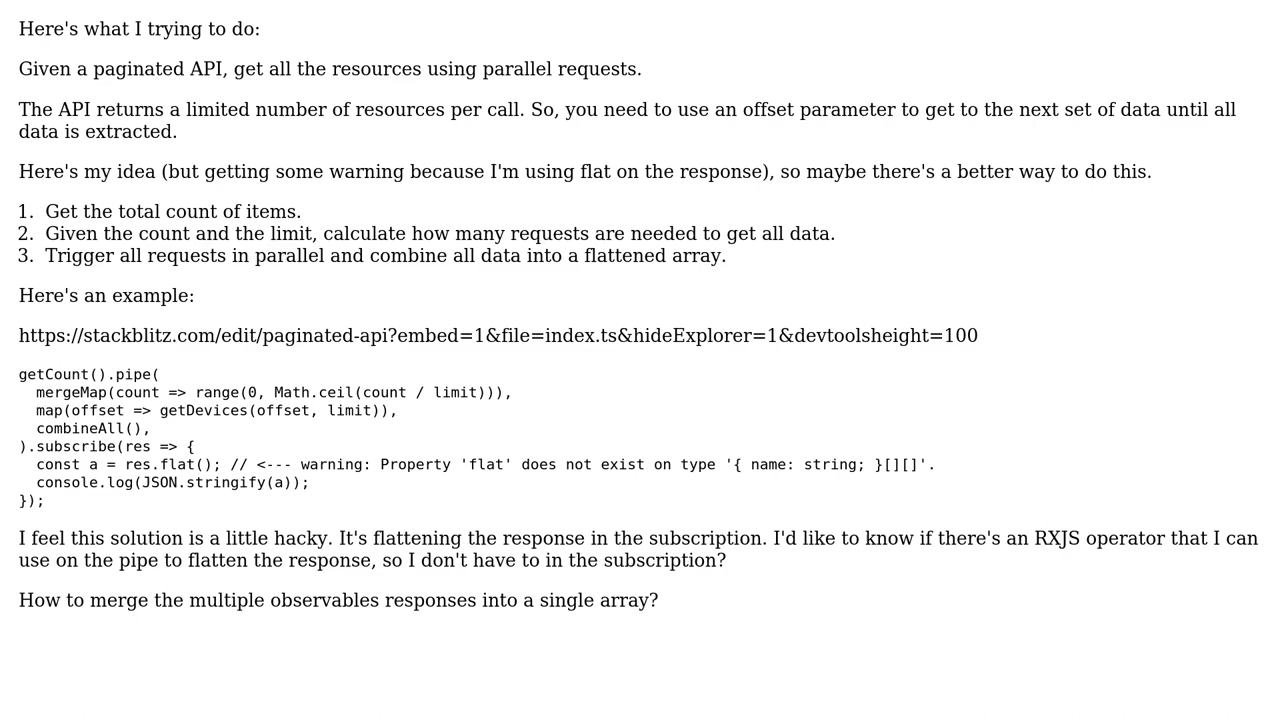 Here's what I trying to do:
Given a paginated API, get all the resources using parallel requests.
The API returns a limited number of resources per call. So, you need to use an offset parameter to get to the next set of data until all
data is extracted.
Here's my idea (but getting some warning because I'm using flat on the response), so maybe there's a better way to do this.
1. Get the total count of items.
2. Given the count and the limit, calculate how many requests are needed to get all data.
3. Trigger all requests in parallel and combine all data into a flattened array.
Here's an example:
https://stackblitz.com/edit/paginated-api?embed=1&file=index.ts&hideExplorer=1&devtoolsheight=100
getCount().pipe(
  mergeMap(count => range(0, Math.ceil(count / limit))),
  map(offset => getDevices(offset, limit)),
  combineAll(),
).subscribe(res => {
  const a = res.flat(); // <--- warning: Property 'flat' does not exist on type '{ name: string; }[][]'.
  console.log(JSON.stringify(a));
});
I feel this solution is a little hacky. It's flattening the response in the subscription. I'd like to know if there's an RXJS operator that I can
use on the pipe to flatten the response, so I don't have to in the subscription?
How to merge the multiple observables responses into a single array?